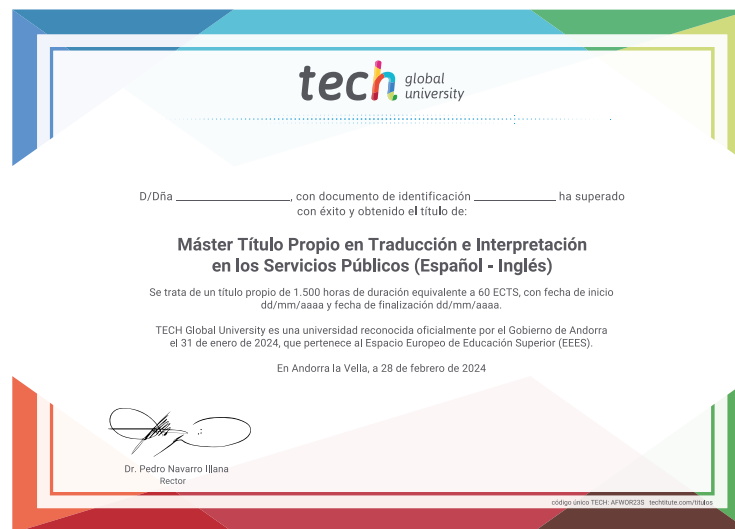 tech global university
D/Dña ______________________, con documento de identificación ________________ ha superado
con éxito y obtenido el título de:
Máster Título Propio en Traducción e Interpretación
en los Servicios Públicos (Español - Inglés)
Se trata de un título propio de 1.500 horas de duración equivalente a 60 ECTS, con fecha de inicio
dd/mm/aaaa y fecha de finalización dd/mm/aaaa.
TECH Global University es una universidad reconocida oficialmente por el Gobierno de Andorra
el 31 de enero de 2024, que pertenece al Espacio Europeo de Educación Superior (EEES).
En Andorra la Vella, a 28 de febrero de 2024
Dr. Pedro Navarro Illana
Rector
código único TECH: AFWOR23S techtitute.com/titulos